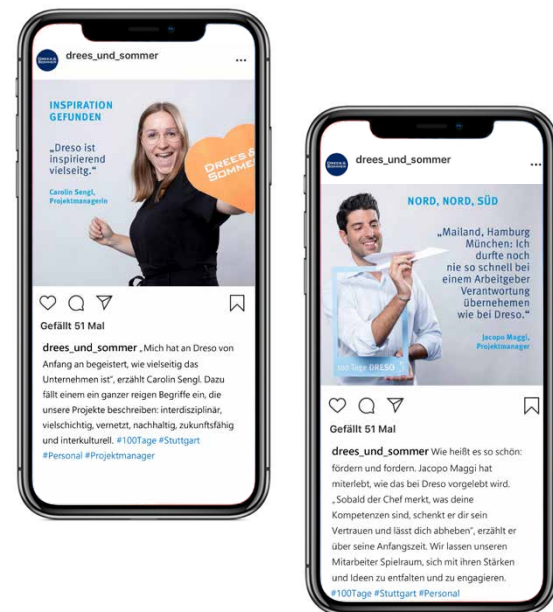 drees_und_sommer
INSPIRATION
GEFUNDEN
„Dreso ist
inspirierend
vielseitg.“
Carolin Sengl,
Projektmanagerin
DREES &
SOMMER
Gefällt 51 Mal
drees_und_sommer „Mich hat an Dreso von
Anfang an begeistert, wie vielseitig das
Unternehmen ist“, erzählt Carolin Sengl. Dazu
fällt einem ein ganzer reigen Begriffe ein, die
unsere Projekte beschreiben: interdisziplinär,
vielschichtig, vernetzt, nachhaltig, zukunftsfähig
und interkulturell. #100Tage #Stuttgart
#Personal #Projektmanager
drees_und_sommer
NORD, NORD, SÜD
„Mailand, Hamburg
München: Ich
durfte noch
nie so schnell bei
einem Arbeitgeber
Verantwortung
übernehmen
wie bei Dreso.“
Jacopo Maggi,
Projektmanager
100 Tage DRESO
Gefällt 51 Mal
drees_und_sommer Wie heißt es so schön:
fördern und fordern. Jacopo Maggi hat
miterlebt, wie das bei Dreso vorgelebt wird.
„Sobald der Chef merkt, was deine
Kompetenzen sind, schenkt er dir sein
Vertrauen und lässt dich abheben“, erzählt er
über seine Anfangszeit. Wir lassen unseren
Mitarbeiter Spielraum, sich mit ihren Stärken
und Ideen zu entfalten und zu engagieren.
#100Tage #Stuttgart #Personal